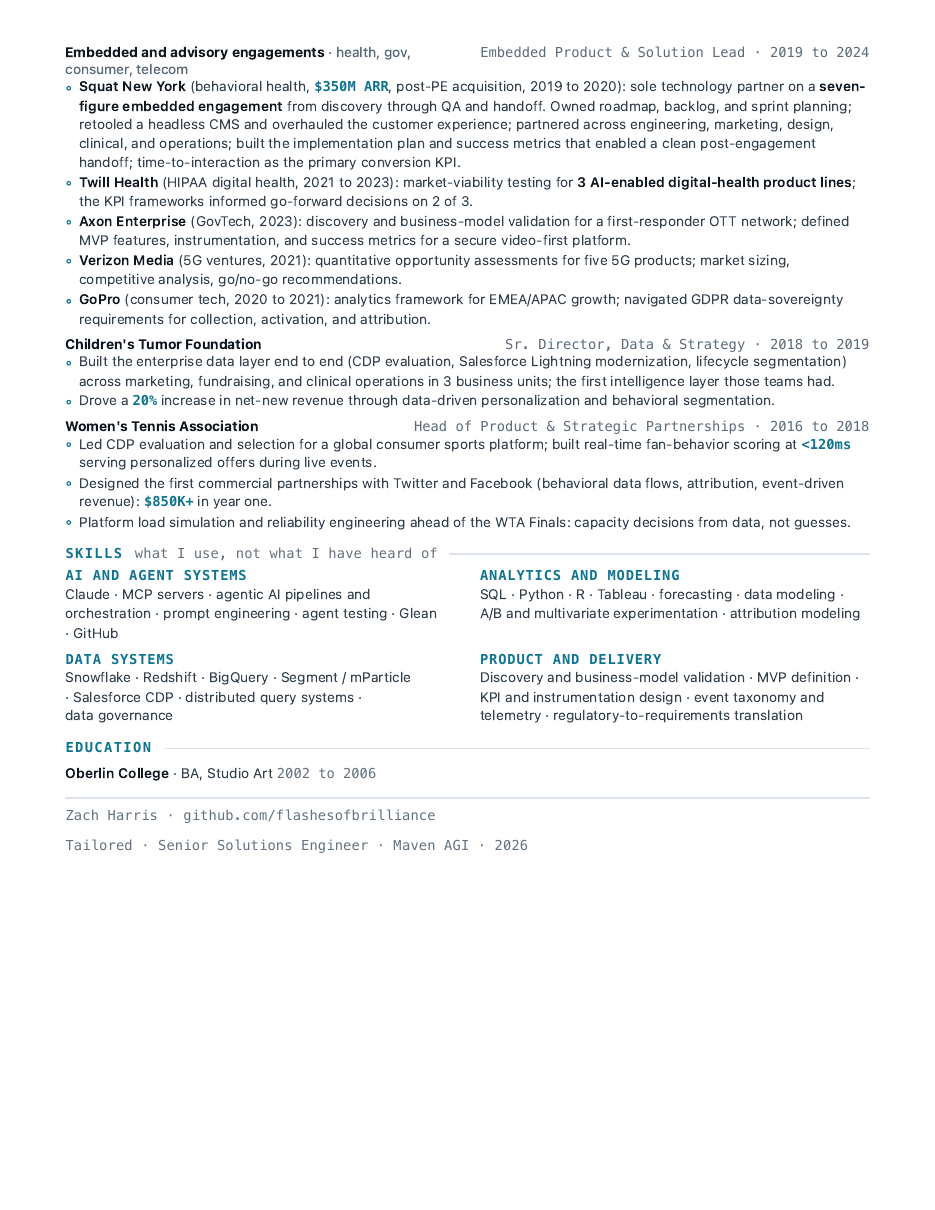 Embedded and advisory engagements · health, gov, consumer, telecom
Embedded Product & Solution Lead · 2019 to 2024
Squat New York (behavioral health, $350M ARR, post-PE acquisition, 2019 to 2020): sole technology partner on a seven-
figure embedded engagement from discovery through QA and handoff. Owned roadmap, backlog, and sprint planning;
retooled a headless CMS and overhauled the customer experience; partnered across engineering, marketing, design,
clinical, and operations; built the implementation plan and success metrics that enabled a clean post-engagement
handoff; time-to-interaction as the primary conversion KPI.
Twill Health (HIPAA digital health, 2021 to 2023): market-viability testing for 3 AI-enabled digital-health product lines;
the KPI frameworks informed go-forward decisions on 2 of 3.
Axon Enterprise (GovTech, 2023): discovery and business-model validation for a first-responder OTT network; defined
MVP features, instrumentation, and success metrics for a secure video-first platform.
Verizon Media (5G ventures, 2021): quantitative opportunity assessments for five 5G products; market sizing,
competitive analysis, go/no-go recommendations.
GoPro (consumer tech, 2020 to 2021): analytics framework for EMEA/APAC growth; navigated GDPR data-sovereignty
requirements for collection, activation, and attribution.
Children's Tumor Foundation
Sr. Director, Data & Strategy · 2018 to 2019
Built the enterprise data layer end to end (CDP evaluation, Salesforce Lightning modernization, lifecycle segmentation)
across marketing, fundraising, and clinical operations in 3 business units; the first intelligence layer those teams had.
Drove a 20% increase in net-new revenue through data-driven personalization and behavioral segmentation.
Women's Tennis Association
Head of Product & Strategic Partnerships · 2016 to 2018
Led CDP evaluation and selection for a global consumer sports platform; built real-time fan-behavior scoring at <120ms
serving personalized offers during live events.
Designed the first commercial partnerships with Twitter and Facebook (behavioral data flows, attribution, event-driven
revenue): $850K+ in year one.
Platform load simulation and reliability engineering ahead of the WTA Finals: capacity decisions from data, not guesses.
SKILLS what I use, not what I have heard of
AI AND AGENT SYSTEMS
Claude · MCP servers · agentic AI pipelines and
orchestration · prompt engineering · agent testing · Glean
· GitHub
ANALYTICS AND MODELING
SQL · Python · R · Tableau · forecasting · data modeling ·
A/B and multivariate experimentation · attribution modeling
DATA SYSTEMS
Snowflake · Redshift · BigQuery · Segment / mParticle
· Salesforce CDP · distributed query systems ·
data governance
PRODUCT AND DELIVERY
Discovery and business-model validation · MVP definition ·
KPI and instrumentation design · event taxonomy and
telemetry · regulatory-to-requirements translation
EDUCATION
Oberlin College · BA, Studio Art 2002 to 2006
Zach Harris · github.com/flashesofbrilliance
Tailored · Senior Solutions Engineer · Maven AGI · 2026